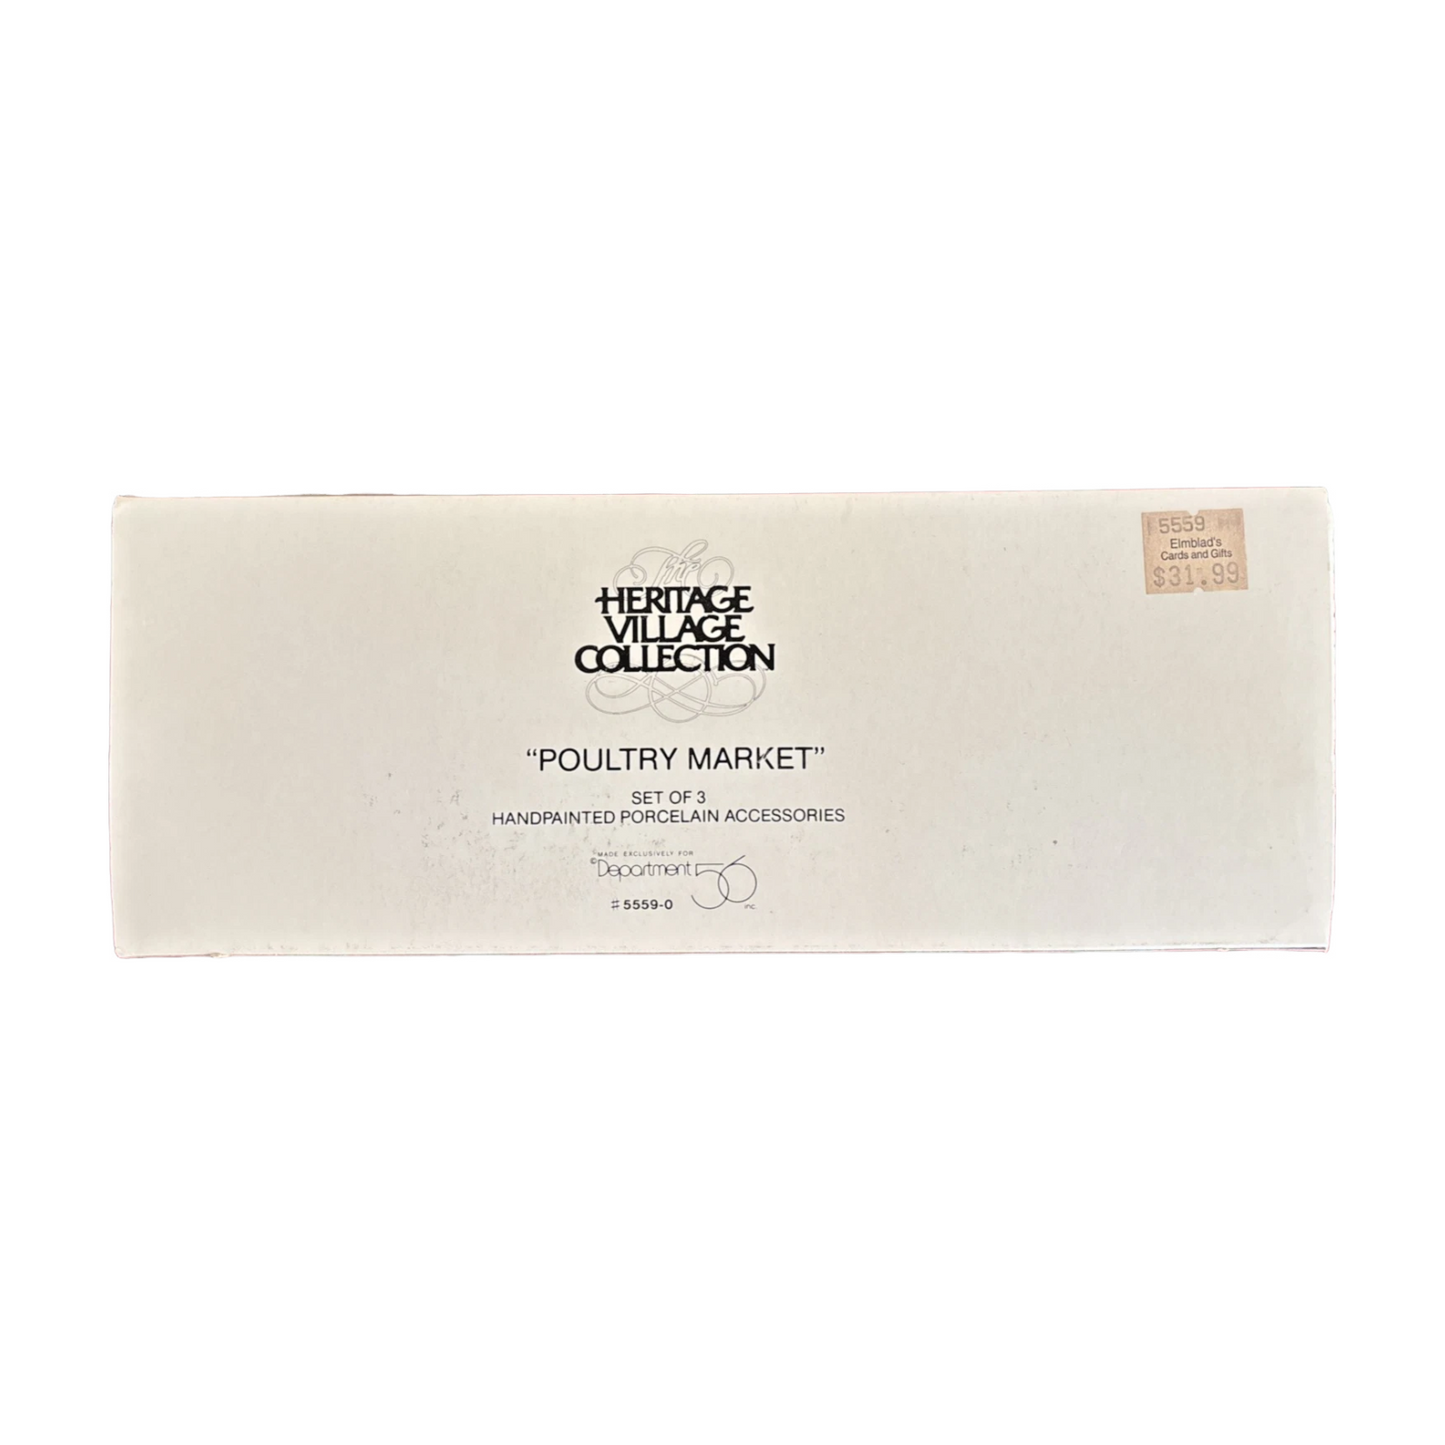 5559
Elmblad's
Cards and Gifts
$31.99
The
HERITAGE
VILLAGE
COLLECTION
“POULTRY MARKET”
SET OF 3
HANDPAINTED PORCELAIN ACCESSORIES
MADE EXCLUSIVELY FOR
©Department 56 inc.
#5559-0